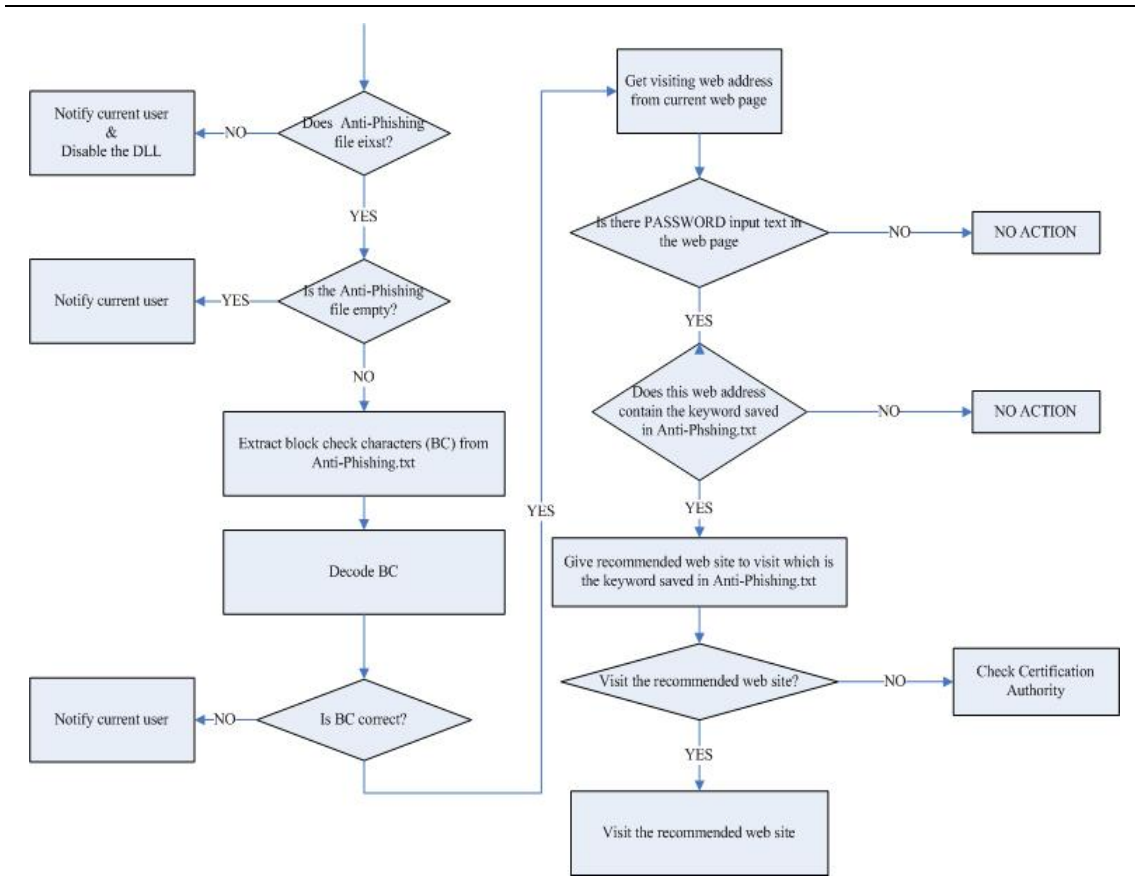 Notify current user
&
Disable the DLL
NO
Does Anti-Phishing
file eixst?
YES
Notify current user
YES
Is the Anti-Phishing
file empty?
NO
Extract block check characters (BC) from
Anti-Phishing.txt
Decode BC
Notify current user
NO
Is BC correct?
YES
Get visiting web address
from current web page
Is there PASSWORD input text in
the web page
NO
NO ACTION
YES
Does this web address
contain the keyword saved
in Anti-Phshing.txt
NO
NO ACTION
YES
Give recommended web site to visit which is
the keyword saved in Anti-Phishing.txt
Visit the recommended web site?
NO
Check Certification
Authority
YES
Visit the recommended web site